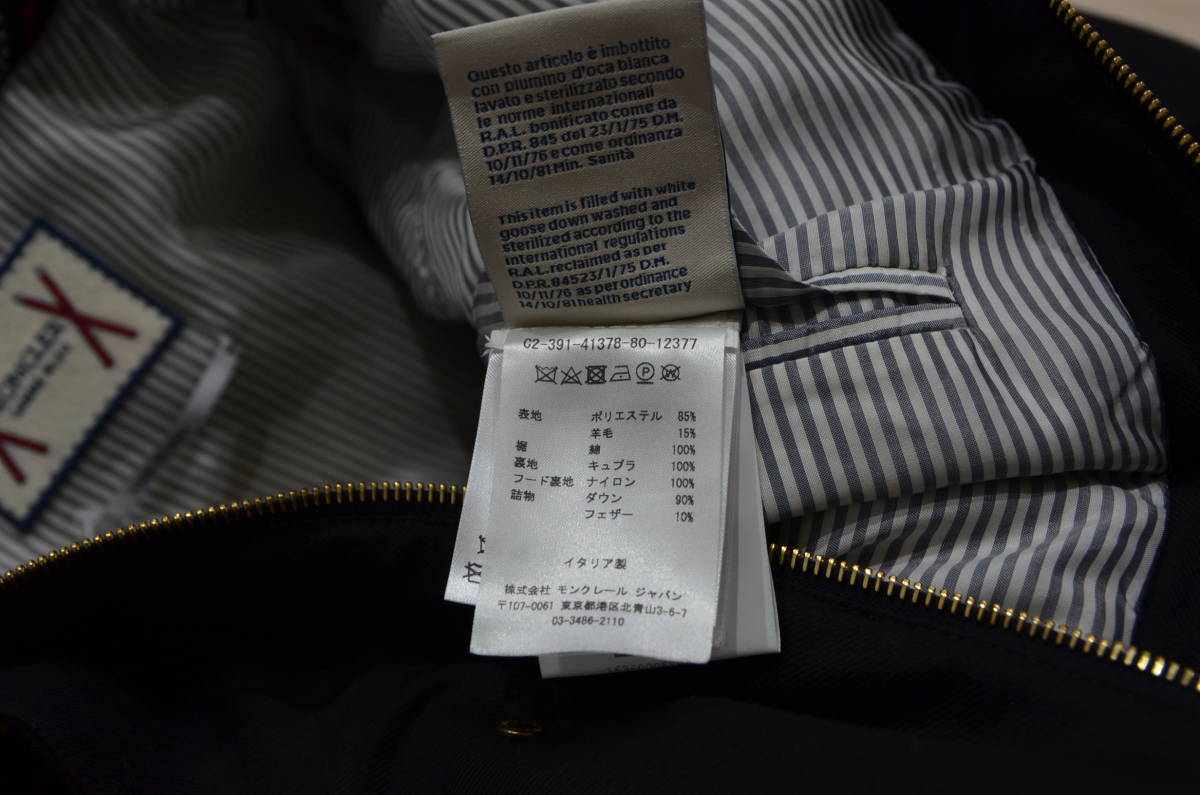 Questo articolo è imbottito
con piumino d'oca bianca
lavato e sterilizzato secondo
le norme internazionali
R.A.L. bonificato come da
D.P.R. 845 del 23/1/75 D.M.
10/11/76 e come ordinanza
14/10/81 Min. Sanità
This item is filled with white
goose down washed and
sterilized according to the
international regulations
R.A.L. reclaimed as per
D.P.R. 84523/1/75 D.M.
10/11/76 as per ordinance
14/10/81 health secretary
C2-391-41378-80-12377
表地 ポリエステル 85%
羊毛 15%
裾 綿 100%
裏地 キュプラ 100%
フード裏地 ナイロン 100%
詰物 ダウン 90%
フェザー 10%
イタリア製
株式会社 モンクレール ジャパン
〒107-0061 東京都港区北青山3-6-7
03-3486-2110